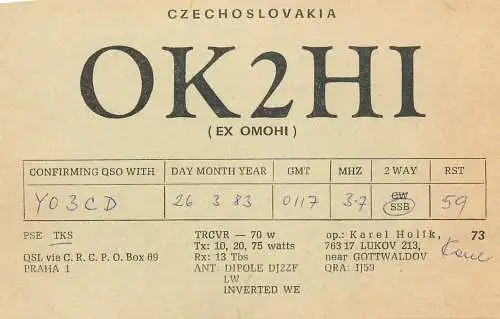 CZECHOSLOVAKIA
OK2HI
(EX OM0HI)
CONFIRMING QSO WITH DAY MONTH YEAR GMT MHZ 2 WAY RST
YO3CD 26 3 83 0117 3.7 CW SSB 59
PSE TKS
QSL via C. R. C. P. O. Box 69
PRAHA 1
TRCVR — 70 w
Tx: 10, 20, 75 watts
Rx: 13 Tbs
ANT: DIPOLE DJ2ZF
LW
INVERTED WE
op.: Karel Holík, 73
763 17 LUKOV 213,
near GOTTWALDOV
QRA: IJ59
Karel